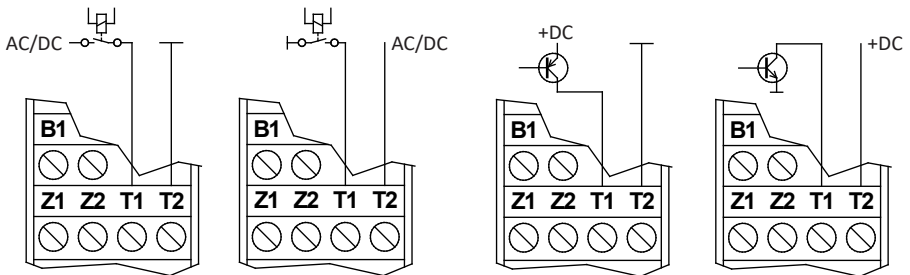 AC/DC
B1
Z1 Z2 T1 T2
AC/DC
B1
Z1 Z2 T1 T2
+DC
B1
Z1 Z2 T1 T2
+DC
B1
Z1 Z2 T1 T2